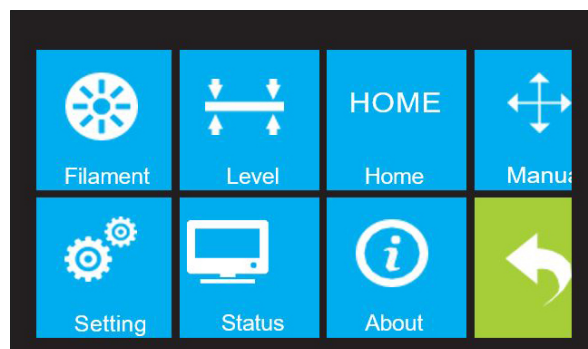 HOME
Filament
Level
Home
Manua
Setting
Status
About